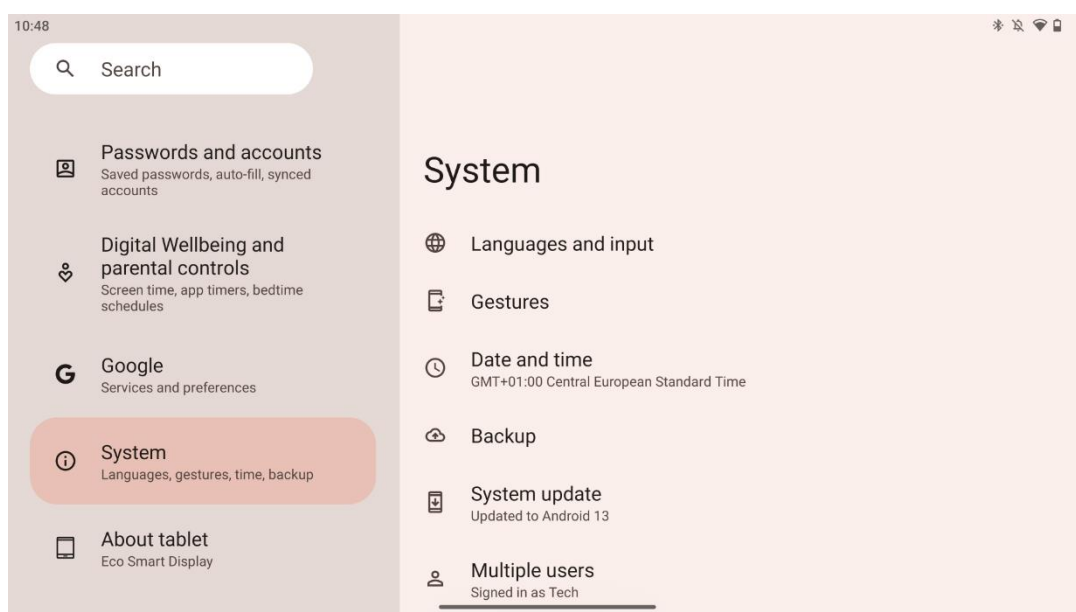 10:48
Search
Passwords and accounts
Saved passwords, auto-fill, synced
accounts
Digital Wellbeing and
parental controls
Screen time, app timers, bedtime
schedules
Google
Services and preferences
System
Languages, gestures, time, backup
About tablet
Eco Smart Display
System
Languages and input
Gestures
Date and time
GMT+01:00 Central European Standard Time
Backup
System update
Updated to Android 13
Multiple users
Signed in as Tech